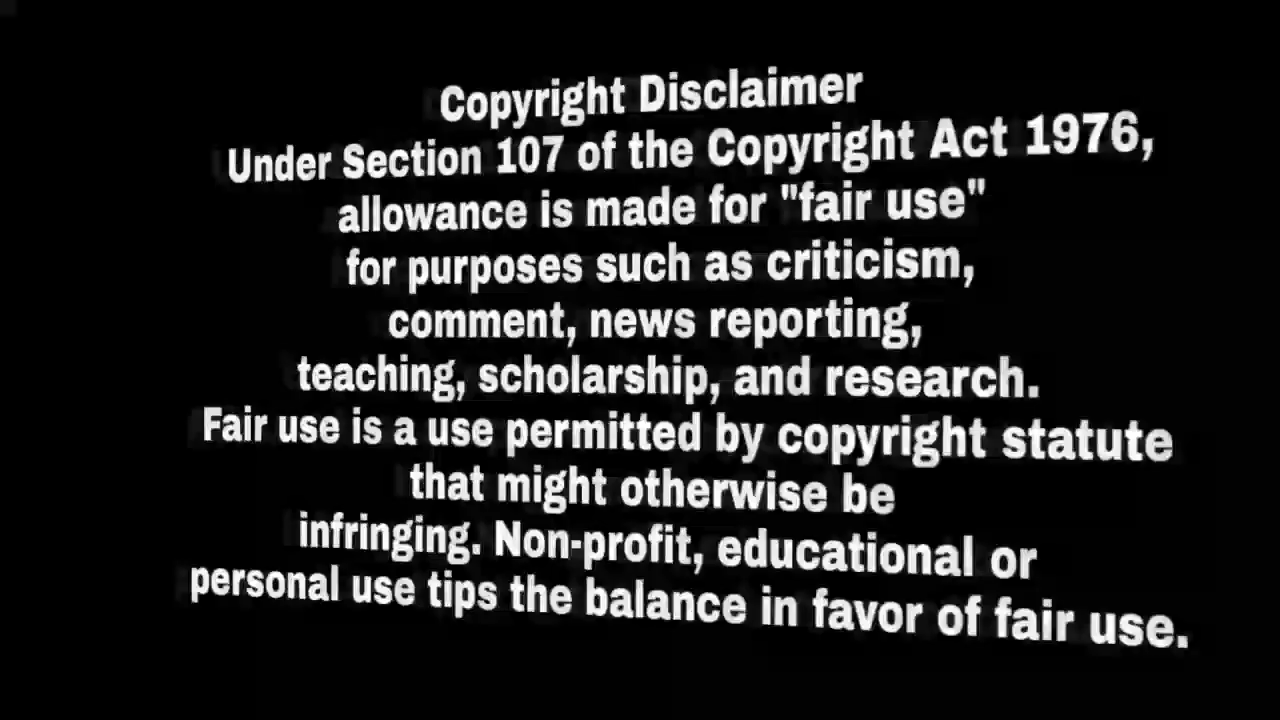 Copyright Disclaimer
Under Section 107 of the Copyright Act 1976,
allowance is made for "fair use"
for purposes such as criticism,
comment, news reporting,
teaching, scholarship, and research.
Fair use is a use permitted by copyright statute
that might otherwise be
infringing. Non-profit, educational or
personal use tips the balance in favor of fair use.